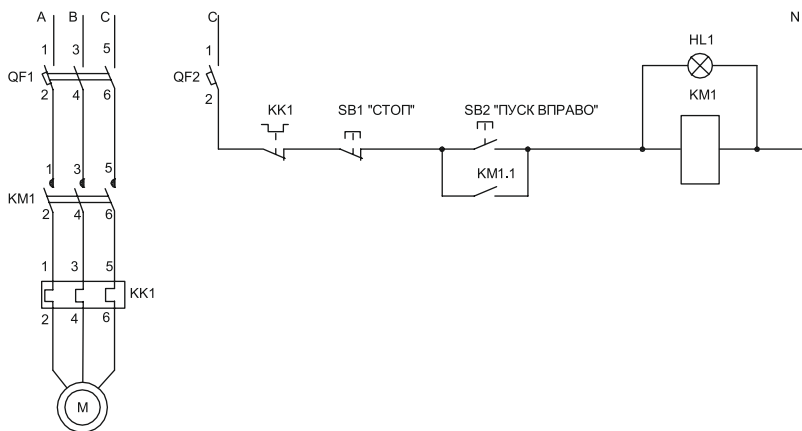 A B C
1 3 5
QF1
2 4 6
1 3 5
KM1
2 4 6
1 3 5
KK1
2 4 6
M
C N
1
QF2
2
KK1
SB1 "СТОП"
SB2 "ПУСК ВПРАВО"
KM1.1
HL1
KM1